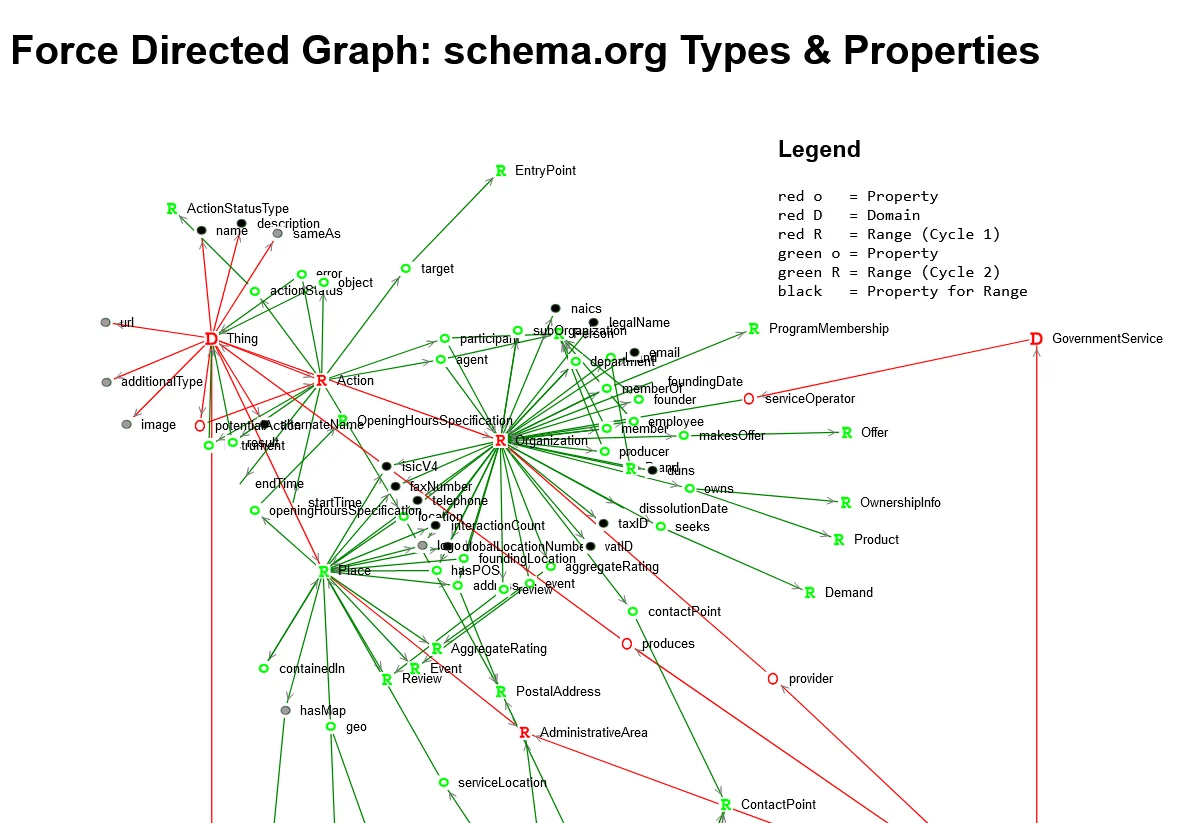 Force Directed Graph: schema.org Types & Properties
Legend
red o = Property
red D = Domain
red R = Range (Cycle 1)
green o = Property
green R = Range (Cycle 2)
black = Property for Range
R EntryPoint
R ActionStatusType
description
name
sameAs
target
error
object
actionStatus
naics
url
legalName
subOrganization
Person
R ProgramMembership
D Thing
participant
D GovernmentService
email
agent
department
R Action
additionalType
foundingDate
memberOf
founder
serviceOperator
OpeningHoursSpecification
image
potentialAction
alternateName
employee
member
R Offer
makesOffer
R Organization
result
trument
producer
isicV4
duns
endTime
faxNumber
owns
telephone
startTime
R OwnershipInfo
openingHoursSpecification
location
dissolutionDate
interactionCount
taxID
seeks
R Product
logo
globalLocationNumber
vatID
foundingLocation
R Place
hasPOS
aggregateRating
event
review
R Demand
contactPoint
produces
R AggregateRating
containedIn
R Event
R Review
provider
R PostalAddress
hasMap
geo
R AdministrativeArea
serviceLocation
R ContactPoint